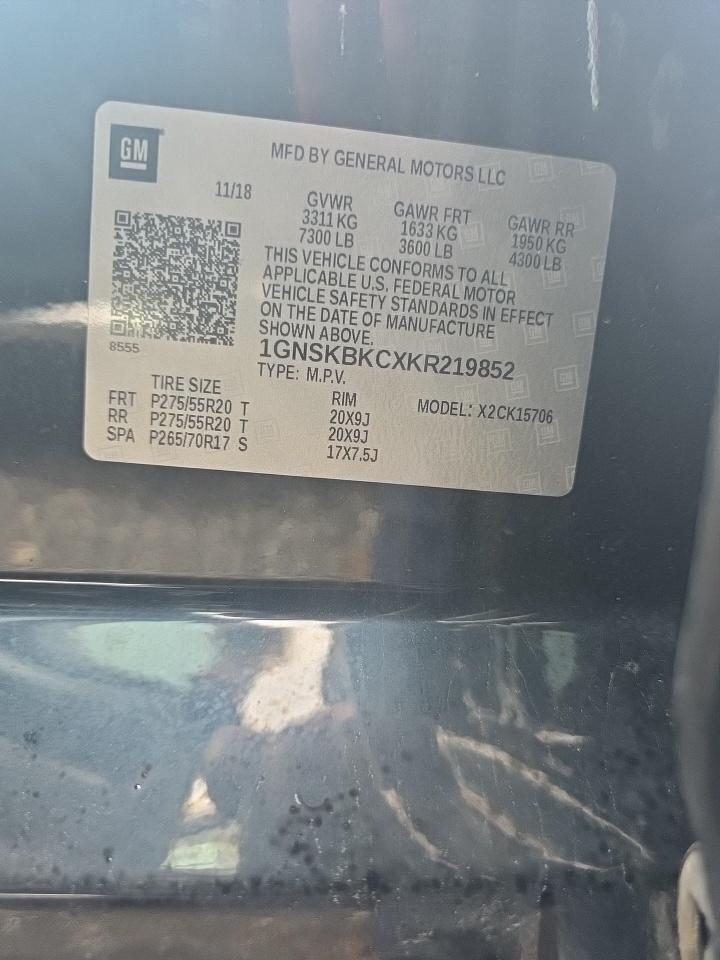 GM
MFD BY GENERAL MOTORS LLC
11/18
GVWR GAWR FRT GAWR RR
3311 KG 1633 KG 1950 KG
7300 LB 3600 LB 4300 LB
THIS VEHICLE CONFORMS TO ALL
APPLICABLE U.S. FEDERAL MOTOR
VEHICLE SAFETY STANDARDS IN EFFECT
ON THE DATE OF MANUFACTURE
SHOWN ABOVE.
8555
1GNSKBKCXKR219852
TYPE: M.P.V.
TIRE SIZE RIM MODEL: X2CK15706
FRT P275/55R20 T 20X9J
RR P275/55R20 T 20X9J
SPA P265/70R17 S 17X7.5J